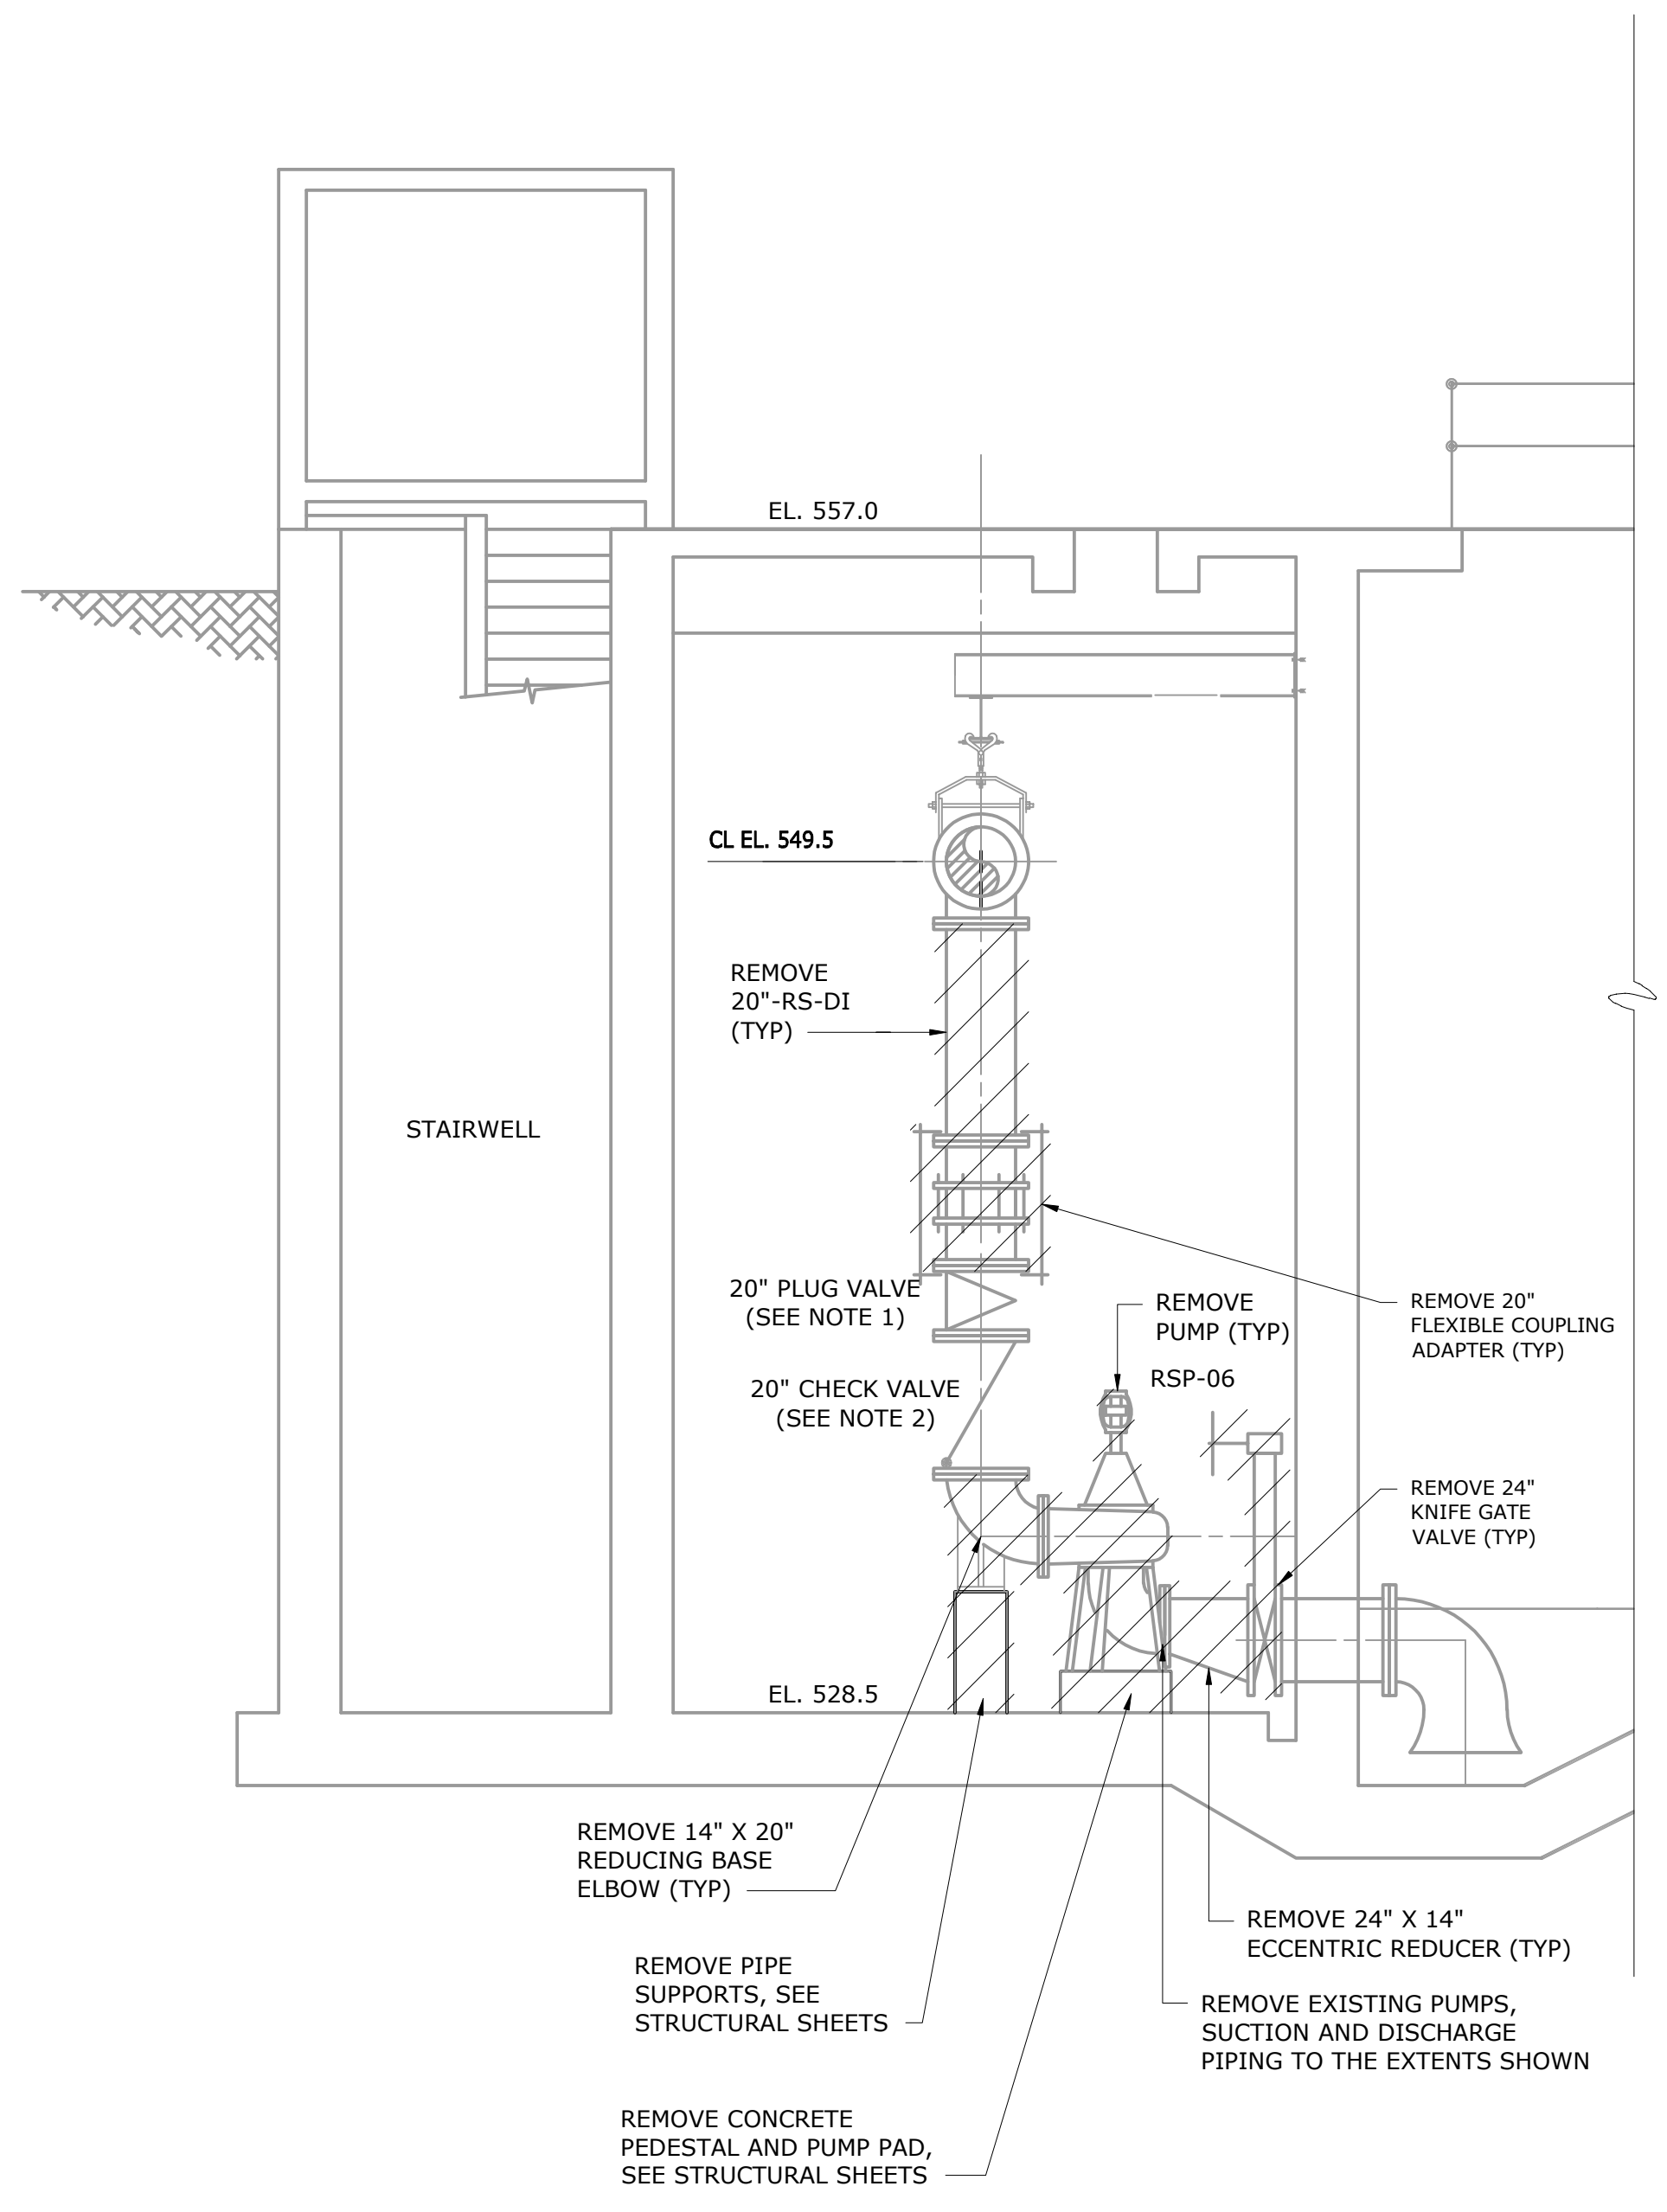 EL. 557.0
CL EL. 549.5
REMOVE
20"-RS-DI
(TYP)
STAIRWELL
20" PLUG VALVE
(SEE NOTE 1)
REMOVE
PUMP (TYP)
REMOVE 20"
FLEXIBLE COUPLING
ADAPTER (TYP)
RSP-06
20" CHECK VALVE
(SEE NOTE 2)
REMOVE 24"
KNIFE GATE
VALVE (TYP)
EL. 528.5
REMOVE 14" X 20"
REDUCING BASE
ELBOW (TYP)
REMOVE 24" X 14"
ECCENTRIC REDUCER (TYP)
REMOVE PIPE
SUPPORTS, SEE
STRUCTURAL SHEETS
REMOVE EXISTING PUMPS,
SUCTION AND DISCHARGE
PIPING TO THE EXTENTS SHOWN
REMOVE CONCRETE
PEDESTAL AND PUMP PAD,
SEE STRUCTURAL SHEETS